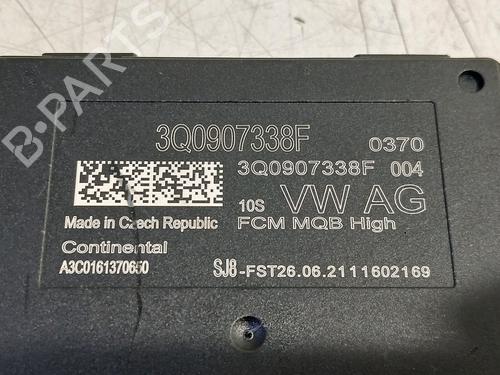 B-PARTS
3Q0907338F 0370
3Q0907338F 004
10S VW AG
Made in Czech Republic FCM MQB High
Continental
A3C0161370650 SJ8-FST26.06.2111602169